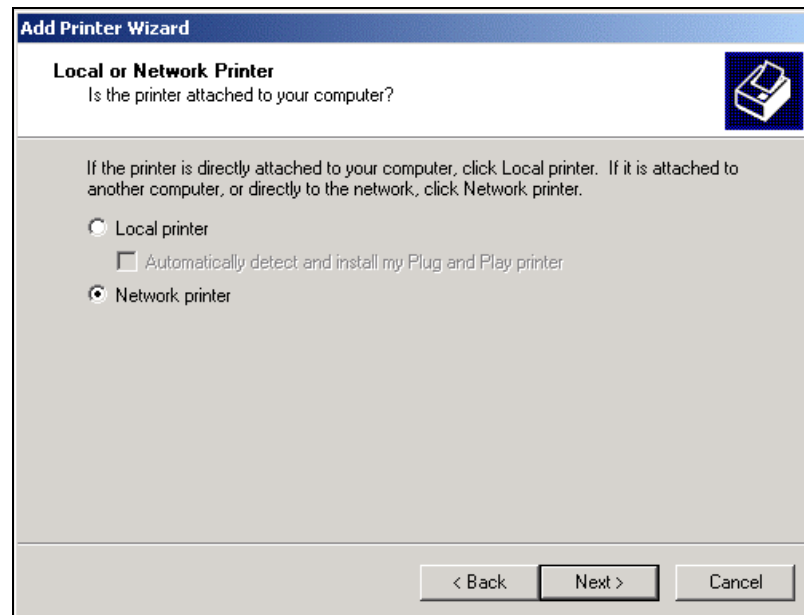 Add Printer Wizard
Local or Network Printer
Is the printer attached to your computer?
If the printer is directly attached to your computer, click Local printer.  If it is attached to
another computer, or directly to the network, click Network printer.
Local printer
Automatically detect and install my Plug and Play printer
Network printer
< Back
Next >
Cancel